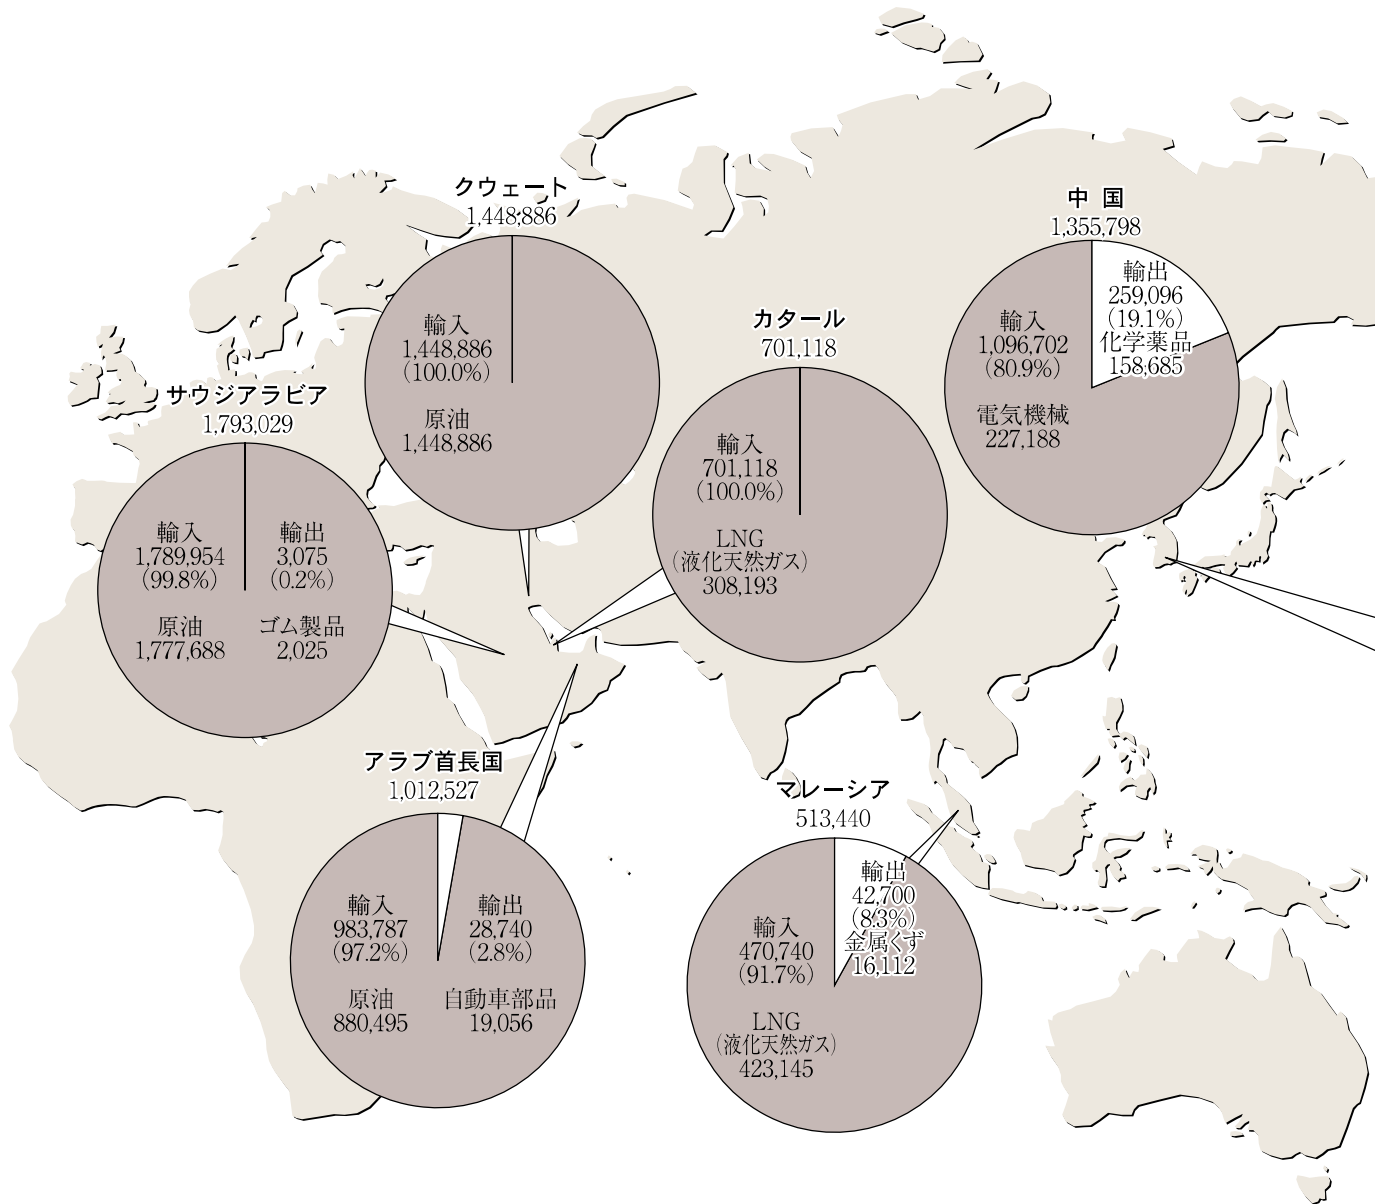 クウェート
1,448,886
輸入
1,448,886
(100.0%)
原油
1,448,886
中国
1,355,798
輸出
259,096
(19.1%)
化学薬品
158,685
輸入
1,096,702
(80.9%)
電気機械
227,188
カタール
701,118
輸入
701,118
(100.0%)
LNG
(液化天然ガス)
308,193
サウジアラビア
1,793,029
輸入
1,789,954
(99.8%)
原油
1,777,688
輸出
3,075
(0.2%)
ゴム製品
2,025
アラブ首長国
1,012,527
輸入
983,787
(97.2%)
原油
880,495
輸出
28,740
(2.8%)
自動車部品
19,056
マレーシア
513,440
輸出
42,700
(8.3%)
金属くず
16,112
輸入
470,740
(91.7%)
LNG
(液化天然ガス)
423,145